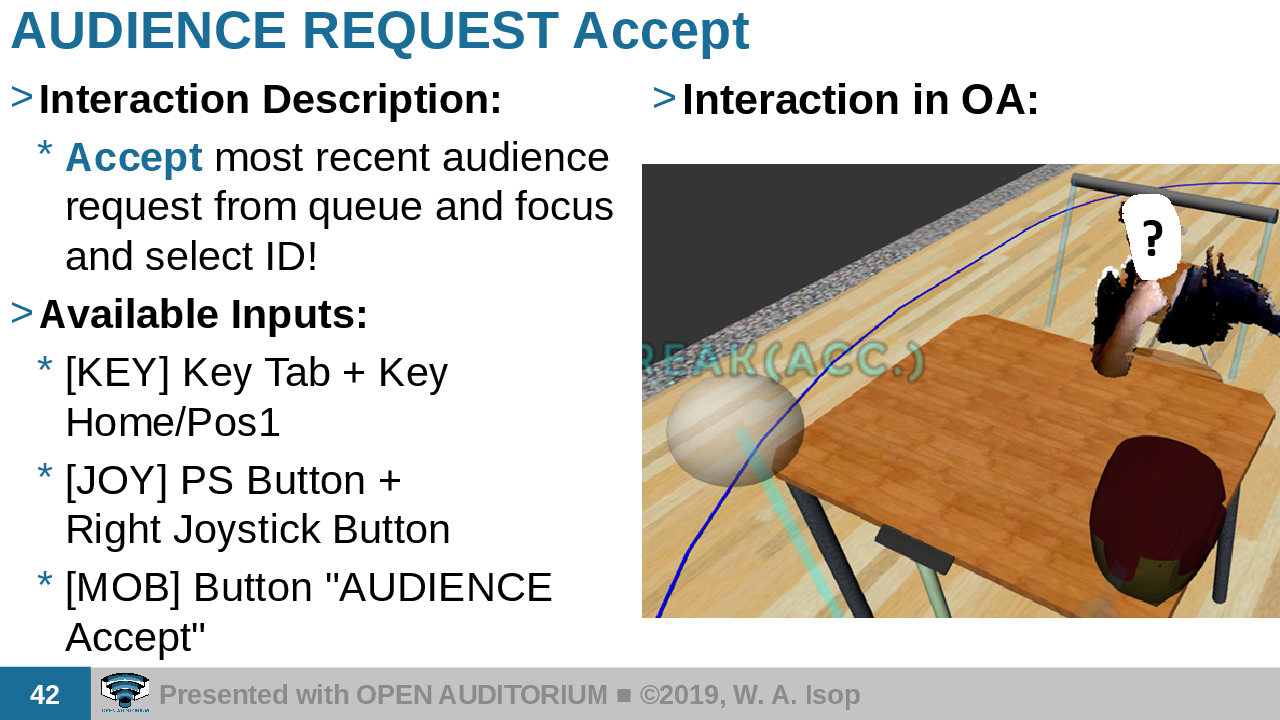 AUDIENCE REQUEST Accept
> Interaction Description:
* Accept most recent audience
request from queue and focus
and select ID!
> Available Inputs:
* [KEY] Key Tab + Key
Home/Pos1
* [JOY] PS Button +
Right Joystick Button
* [MOB] Button "AUDIENCE
Accept"
> Interaction in OA:
?
REAK(ACC.)
42
OPEN AUDITORIUM
Presented with OPEN AUDITORIUM ■ ©2019, W. A. Isop